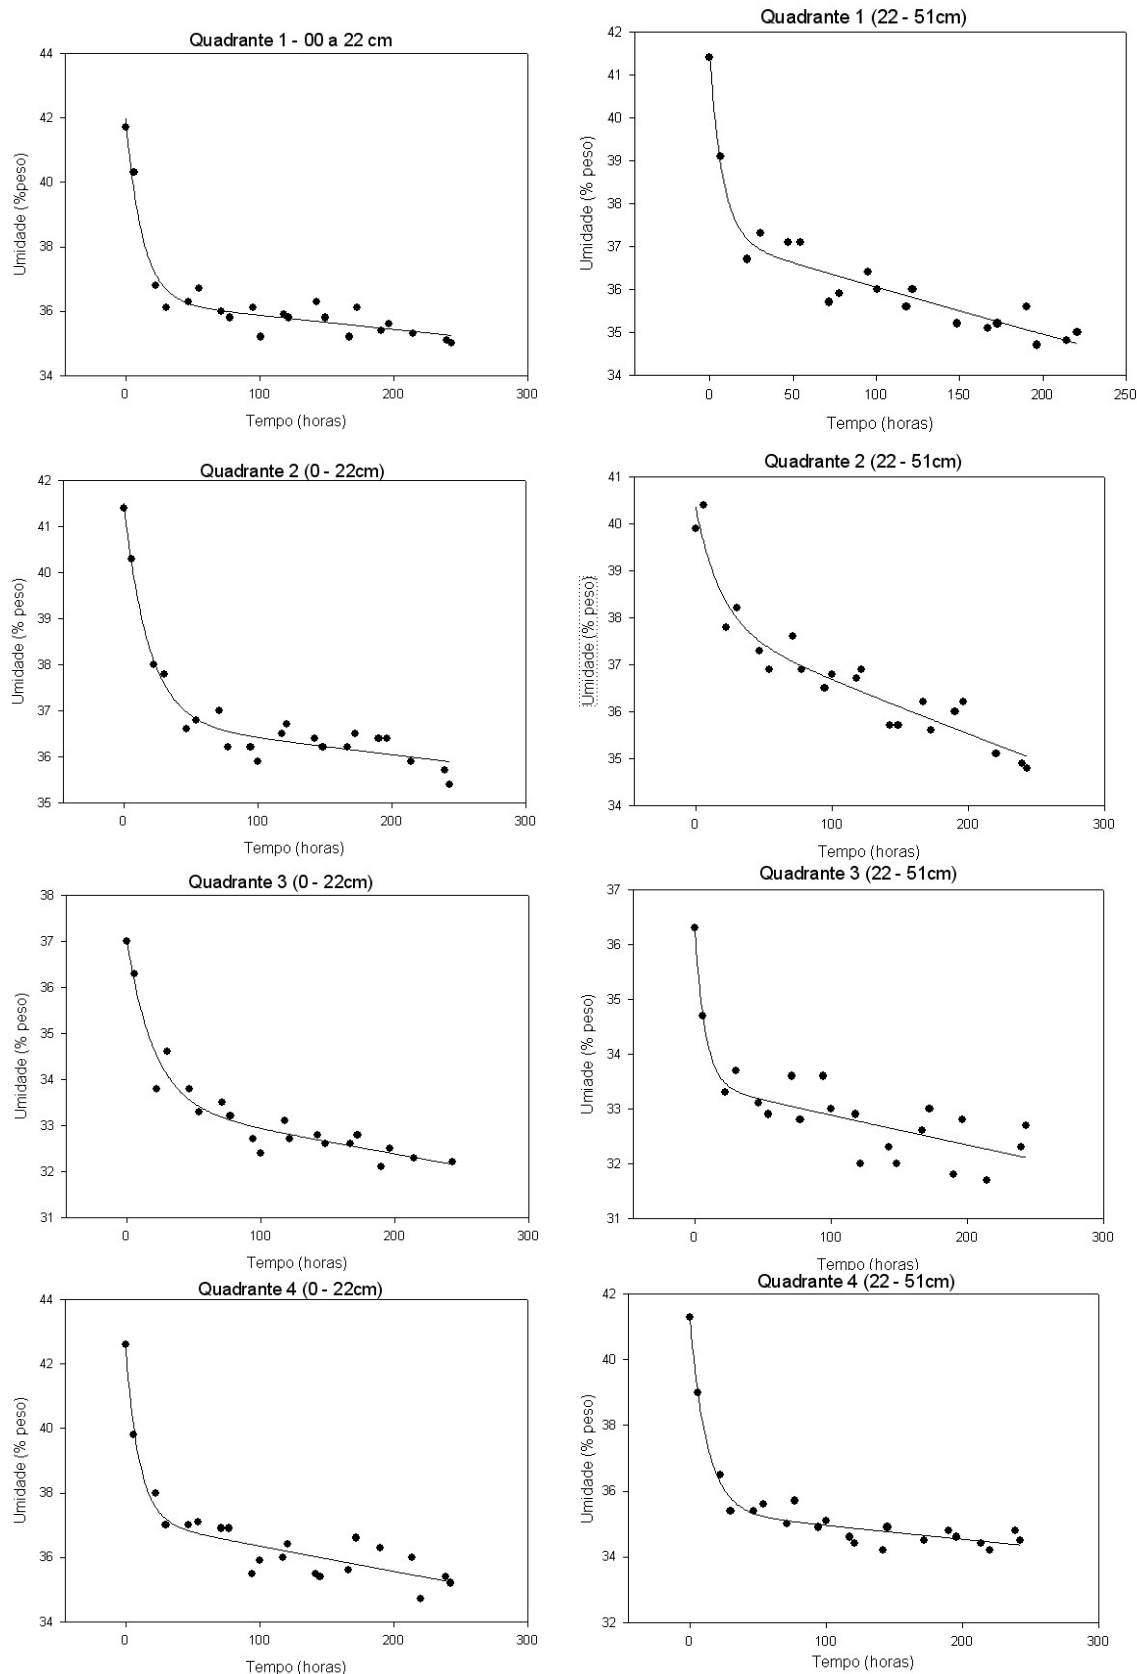 Quadrante 1 - 00 a 22 cm
44
42
40
38
36
34
Umidade (%peso)
0 100 200 300
Tempo (horas)
Quadrante 1 (22 - 51cm)
42
41
40
39
38
37
36
35
34
Umidade (% peso)
0 50 100 150 200 250
Tempo (horas)
Quadrante 2 (0 - 22cm)
42
41
40
39
38
37
36
35
Umidade (% peso)
0 100 200 300
Tempo (horas)
Quadrante 2 (22 - 51cm)
41
40
39
38
37
36
35
34
Umidade (% peso)
0 100 200 300
Tempo (horas)
Quadrante 3 (0 - 22cm)
38
37
36
35
34
33
32
31
Umidade (% peso)
0 100 200 300
Tempo (horas)
Quadrante 3 (22 - 51cm)
37
36
35
34
33
32
31
Umiade (% peso)
0 100 200 300
Tempo (horas)
Quadrante 4 (0 - 22cm)
44
42
40
38
36
34
Umidade (% peso)
0 100 200 300
Tempo (horas)
Quadrante 4 (22 - 51cm)
42
40
38
36
34
32
Umidade (% peso)
0 100 200 300
Tempo (horas)